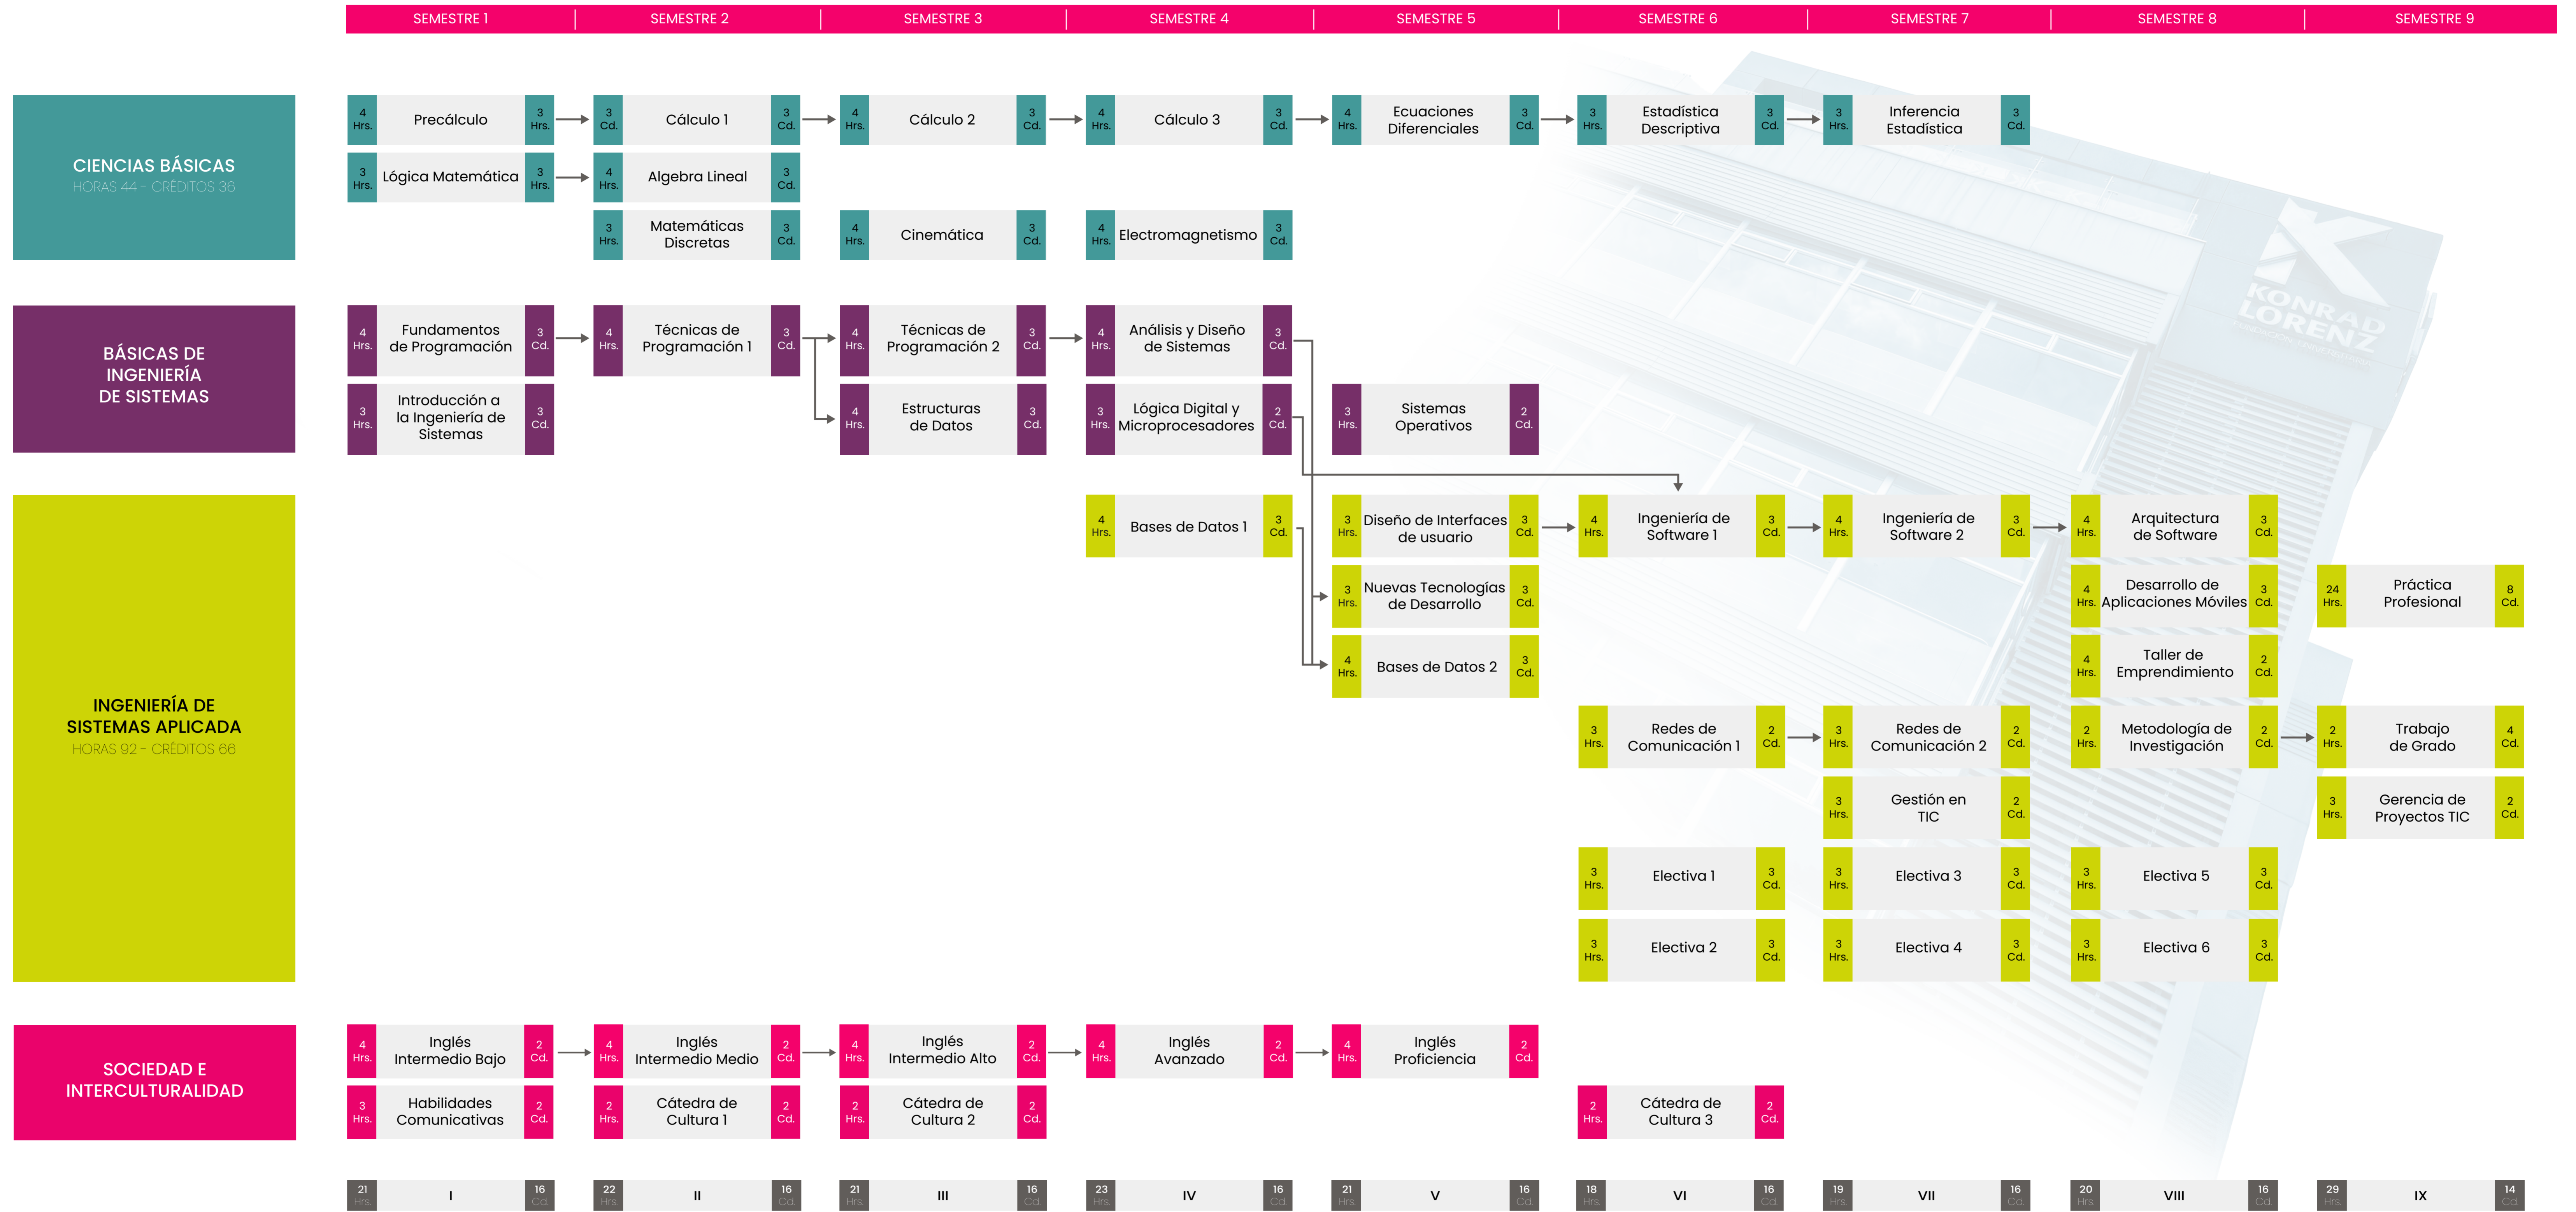 SEMESTRE 1 SEMESTRE 2 SEMESTRE 3 SEMESTRE 4 SEMESTRE 5 SEMESTRE 6 SEMESTRE 7 SEMESTRE 8 SEMESTRE 9
CIENCIAS BÁSICAS
HORAS 44 - CRÉDITOS 36
4 Hrs. Precálculo 3 Hrs.
3 Cd. Cálculo 1 3 Cd.
4 Hrs. Cálculo 2 3 Cd.
4 Hrs. Cálculo 3 3 Cd.
4 Hrs. Ecuaciones Diferenciales 3 Cd.
3 Hrs. Estadística Descriptiva 3 Cd.
3 Hrs. Inferencia Estadística 3 Cd.
3 Hrs. Lógica Matemática 3 Hrs.
4 Hrs. Algebra Lineal 3 Cd.
3 Hrs. Matemáticas Discretas 3 Cd.
4 Hrs. Cinemática 3 Cd.
4 Hrs. Electromagnetismo 3 Cd.
KONRAD
LORENZ
BÁSICAS DE
INGENIERÍA
DE SISTEMAS
4 Hrs. Fundamentos de Programación 3 Cd.
4 Hrs. Técnicas de Programación 1 3 Cd.
4 Hrs. Técnicas de Programación 2 3 Cd.
4 Hrs. Análisis y Diseño de Sistemas 3 Cd.
3 Hrs. Introducción a la Ingeniería de Sistemas 3 Cd.
4 Hrs. Estructuras de Datos 3 Cd.
3 Hrs. Lógica Digital y Microprocesadores 2 Cd.
3 Hrs. Sistemas Operativos 2 Cd.
INGENIERÍA DE
SISTEMAS APLICADA
HORAS 92 - CRÉDITOS 66
4 Hrs. Bases de Datos 1 3 Cd.
3 Hrs. Diseño de Interfaces de usuario 3 Cd.
4 Hrs. Ingeniería de Software 1 3 Cd.
4 Hrs. Ingeniería de Software 2 3 Cd.
4 Hrs. Arquitectura de Software 3 Cd.
3 Hrs. Nuevas Tecnologías de Desarrollo 3 Cd.
4 Hrs. Desarrollo de Aplicaciones Móviles 3 Cd.
24 Hrs. Práctica Profesional 8 Cd.
4 Hrs. Bases de Datos 2 3 Cd.
4 Hrs. Taller de Emprendimiento 2 Cd.
3 Hrs. Redes de Comunicación 1 2 Cd.
3 Hrs. Redes de Comunicación 2 2 Cd.
2 Hrs. Metodología de Investigación 2 Cd.
2 Hrs. Trabajo de Grado 4 Cd.
3 Hrs. Gestión en TIC 2 Cd.
3 Hrs. Gerencia de Proyectos TIC 2 Cd.
3 Hrs. Electiva 1 3 Cd.
3 Hrs. Electiva 3 3 Cd.
3 Hrs. Electiva 5 3 Cd.
3 Hrs. Electiva 2 3 Cd.
3 Hrs. Electiva 4 3 Cd.
3 Hrs. Electiva 6 3 Cd.
SOCIEDAD E
INTERCULTURALIDAD
4 Hrs. Inglés Intermedio Bajo 2 Cd.
4 Hrs. Inglés Intermedio Medio 2 Cd.
4 Hrs. Inglés Intermedio Alto 2 Cd.
4 Hrs. Inglés Avanzado 2 Cd.
4 Hrs. Inglés Proficiencia 2 Cd.
3 Hrs. Habilidades Comunicativas 2 Cd.
2 Hrs. Cátedra de Cultura 1 2 Cd.
2 Hrs. Cátedra de Cultura 2 2 Cd.
2 Hrs. Cátedra de Cultura 3 2 Cd.
21 Hrs. I 16 Cd.
22 Hrs. II 16 Cd.
21 Hrs. III 16 Cd.
23 Hrs. IV 16 Cd.
21 Hrs. V 16 Cd.
18 Hrs. VI 16 Cd.
19 Hrs. VII 16 Cd.
20 Hrs. VIII 16 Cd.
29 Hrs. IX 14 Cd.